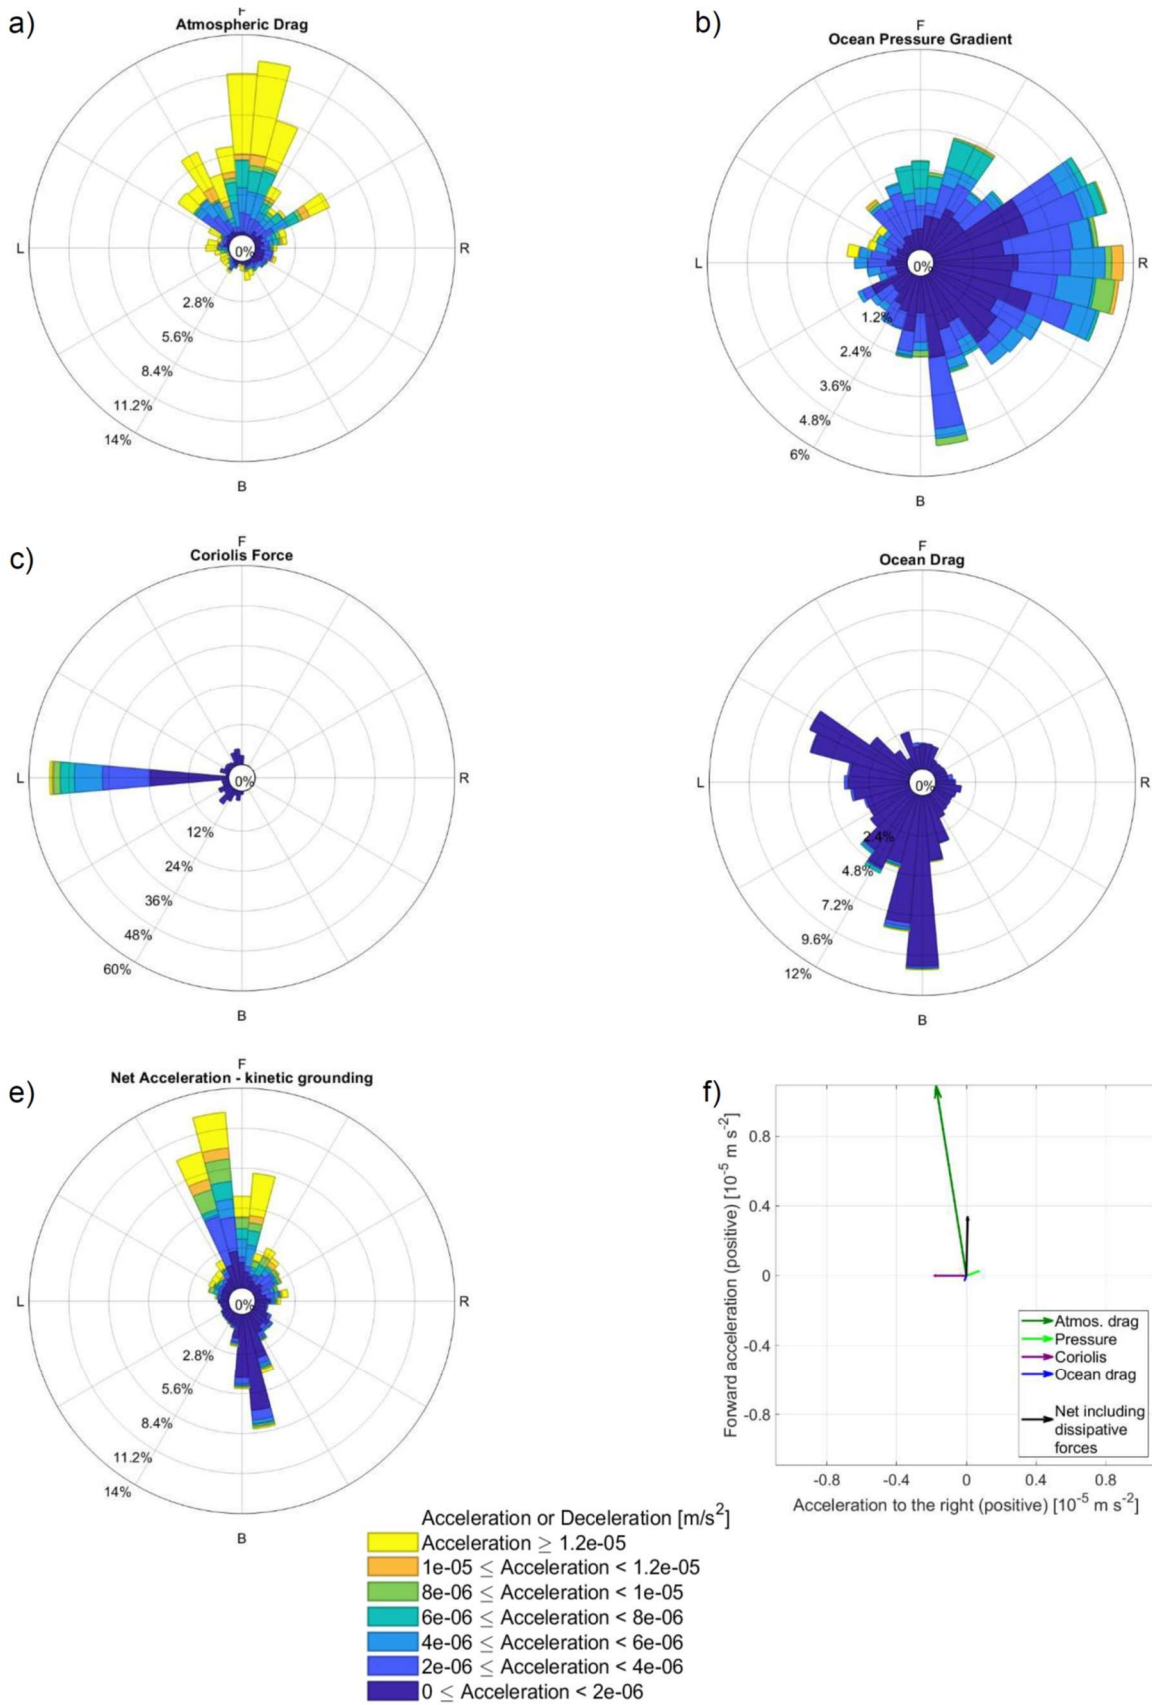 a)
F
Atmospheric Drag
L
R
0%
2.8%
5.6%
8.4%
11.2%
14%
B
b)
F
Ocean Pressure Gradient
L
R
0%
1.2%
2.4%
3.6%
4.8%
6%
B
c)
F
Coriolis Force
L
0%
12%
24%
36%
48%
60%
R
B
F
Ocean Drag
L
R
0%
2.4%
4.8%
7.2%
9.6%
12%
B
e)
F
Net Acceleration - kinetic grounding
L
R
0%
2.8%
5.6%
8.4%
11.2%
14%
B
f)
Forward acceleration (positive) [10^-5 m s^-2]
0.8
0.4
0
-0.4
-0.8
Atmos. drag
Pressure
Coriolis
Ocean drag
Net including
dissipative
forces
-0.8 -0.4 0 0.4 0.8
Acceleration to the right (positive) [10^-5 m s^-2]
Acceleration or Deceleration [m/s^2]
Acceleration ≥ 1.2e-05
1e-05 ≤ Acceleration < 1.2e-05
8e-06 ≤ Acceleration < 1e-05
6e-06 ≤ Acceleration < 8e-06
4e-06 ≤ Acceleration < 6e-06
2e-06 ≤ Acceleration < 4e-06
0 ≤ Acceleration < 2e-06